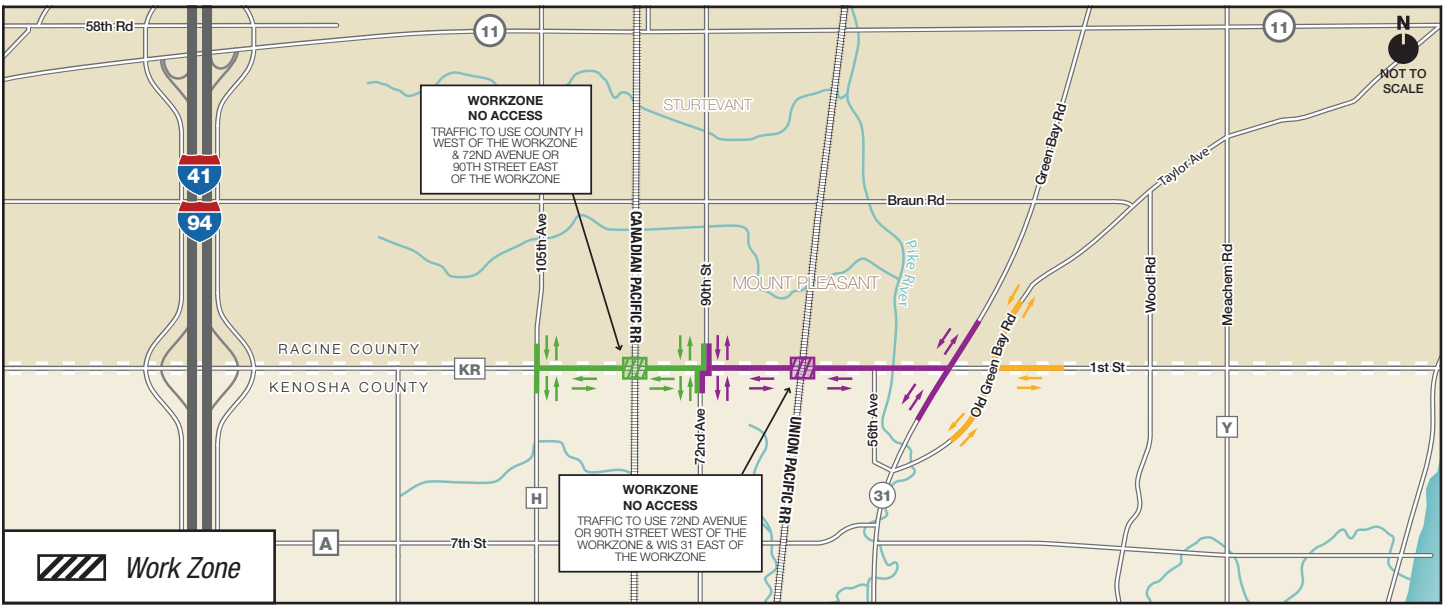 58th Rd
11
11
N
NOT TO
SCALE
WORKZONE
NO ACCESS
TRAFFIC TO USE COUNTY H
WEST OF THE WORKZONE
& 72ND AVENUE OR
90TH STREET EAST
OF THE WORKZONE
STURTEVANT
Green Bay Rd
Taylor Ave
41
94
Braun Rd
105th Ave
CANADIAN PACIFIC RR
90th St
MOUNT PLEASANT
Pike River
Wood Rd
Meachem Rd
RACINE COUNTY
KR
KENOSHA COUNTY
1st St
Old Green Bay Rd
72nd Ave
UNION PACIFIC RR
56th Ave
Y
H
31
WORKZONE
NO ACCESS
TRAFFIC TO USE 72ND AVENUE
OR 90TH STREET WEST OF THE
WORKZONE & WIS 31 EAST OF
THE WORKZONE
A
7th St
Work Zone